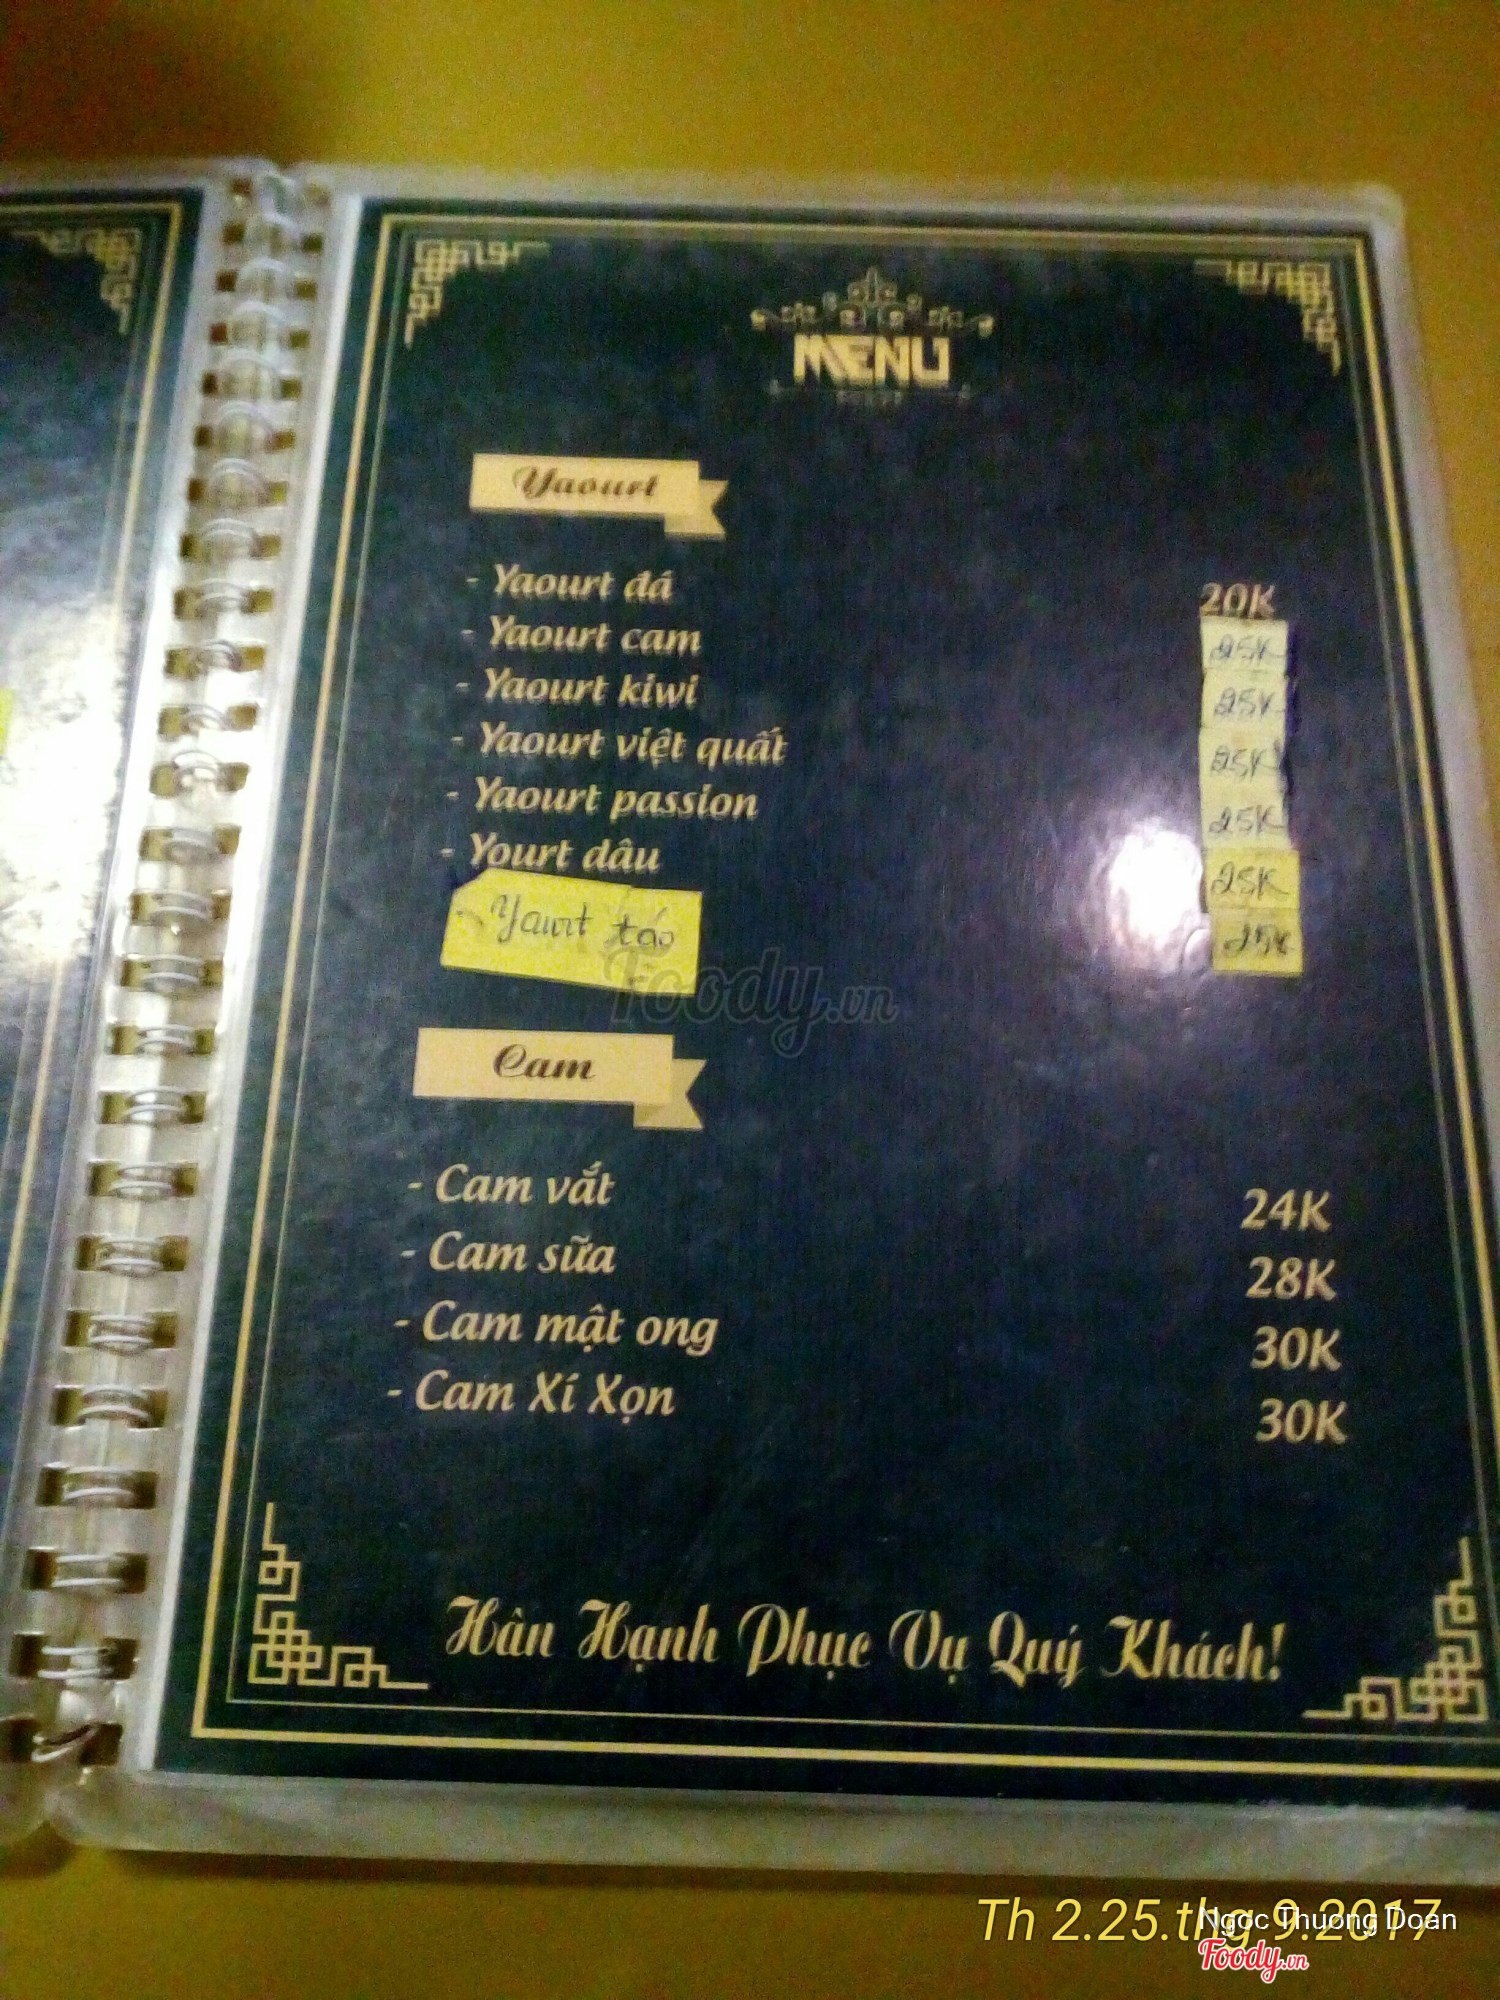 MENU
Yaourt
- Yaourt đá 20K
- Yaourt cam 25K
- Yaourt kiwi 25K
- Yaourt việt quất 25K
- Yaourt passion 25K
- Yourt dâu 25K
- Yaurt táo 25K
Foody.vn
Cam
- Cam vắt 24K
- Cam sữa 28K
- Cam mật ong 30K
- Cam Xí Xọn 30K
Hân Hạnh Phục Vụ Quý Khách!
Th 2.25.thg 9.2017
Ngoc Thuong Doan
Foody.vn